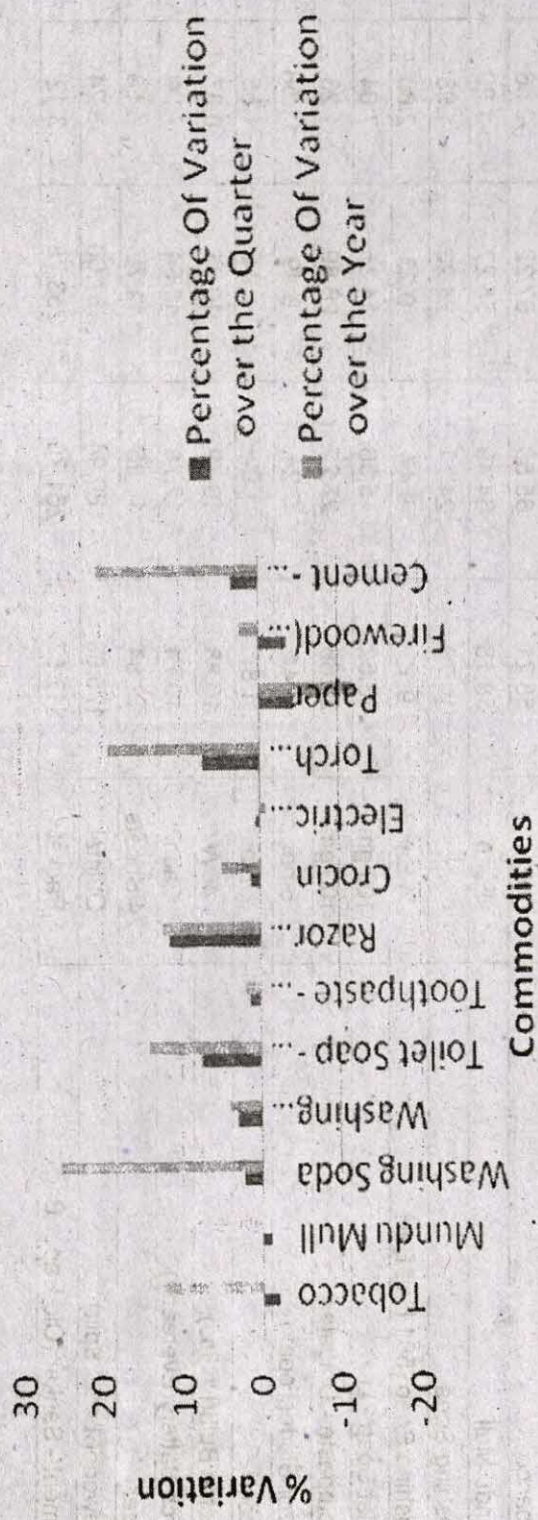 30
20
10
0
-10
-20
% Variation
Tobacco
Mundu Mull
Washing Soda
Washing...
Toilet Soap -...
Toothpaste -...
Razor...
Crocin
Electric...
Torch...
Paper
Firewood(...
Cement -...
Commodities
Percentage Of Variation
over the Quarter
Percentage Of Variation
over the Year